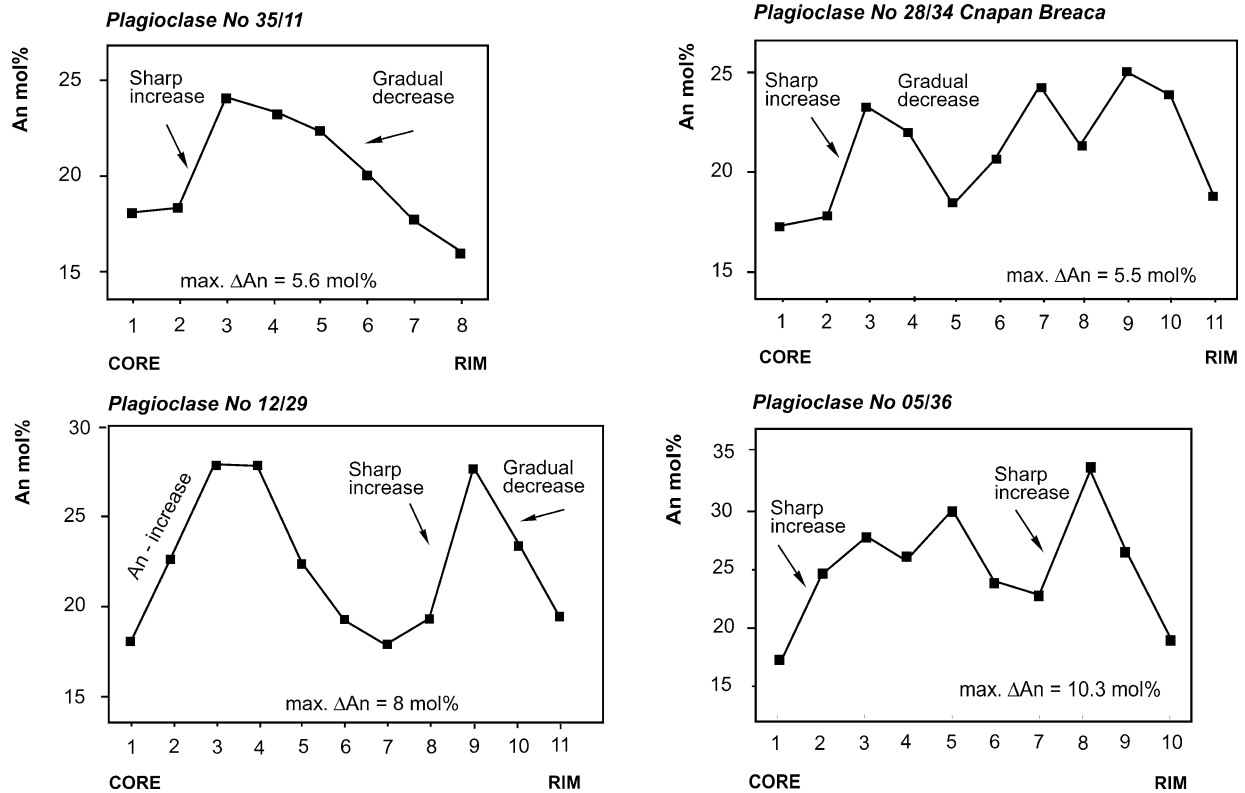 Plagioclase No 35/11
An mol%
25
20
15
Sharp
increase
Gradual
decrease
max. ΔAn = 5.6 mol%
1 2 3 4 5 6 7 8
CORE RIM
Plagioclase No 28/34 Cnapan Breaca
An mol%
25
20
15
Sharp
increase
Gradual
decrease
max. ΔAn = 5.5 mol%
1 2 3 4 5 6 7 8 9 10 11
CORE RIM
Plagioclase No 12/29
An mol%
30
25
20
15
An - increase
Sharp
increase
Gradual
decrease
max. ΔAn = 8 mol%
1 2 3 4 5 6 7 8 9 10 11
CORE RIM
Plagioclase No 05/36
An mol%
35
30
25
20
15
Sharp
increase
Sharp
increase
max. ΔAn = 10.3 mol%
1 2 3 4 5 6 7 8 9 10
CORE RIM